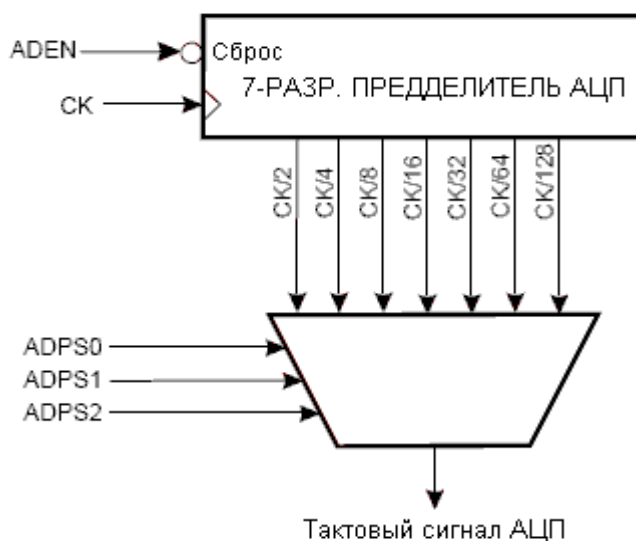 ADEN
Сброс
7-РАЗР. ПРЕДДЕЛИТЕЛЬ АЦП
CK
CK/2
CK/4
CK/8
CK/16
CK/32
CK/64
CK/128
ADPS0
ADPS1
ADPS2
Тактовый сигнал АЦП